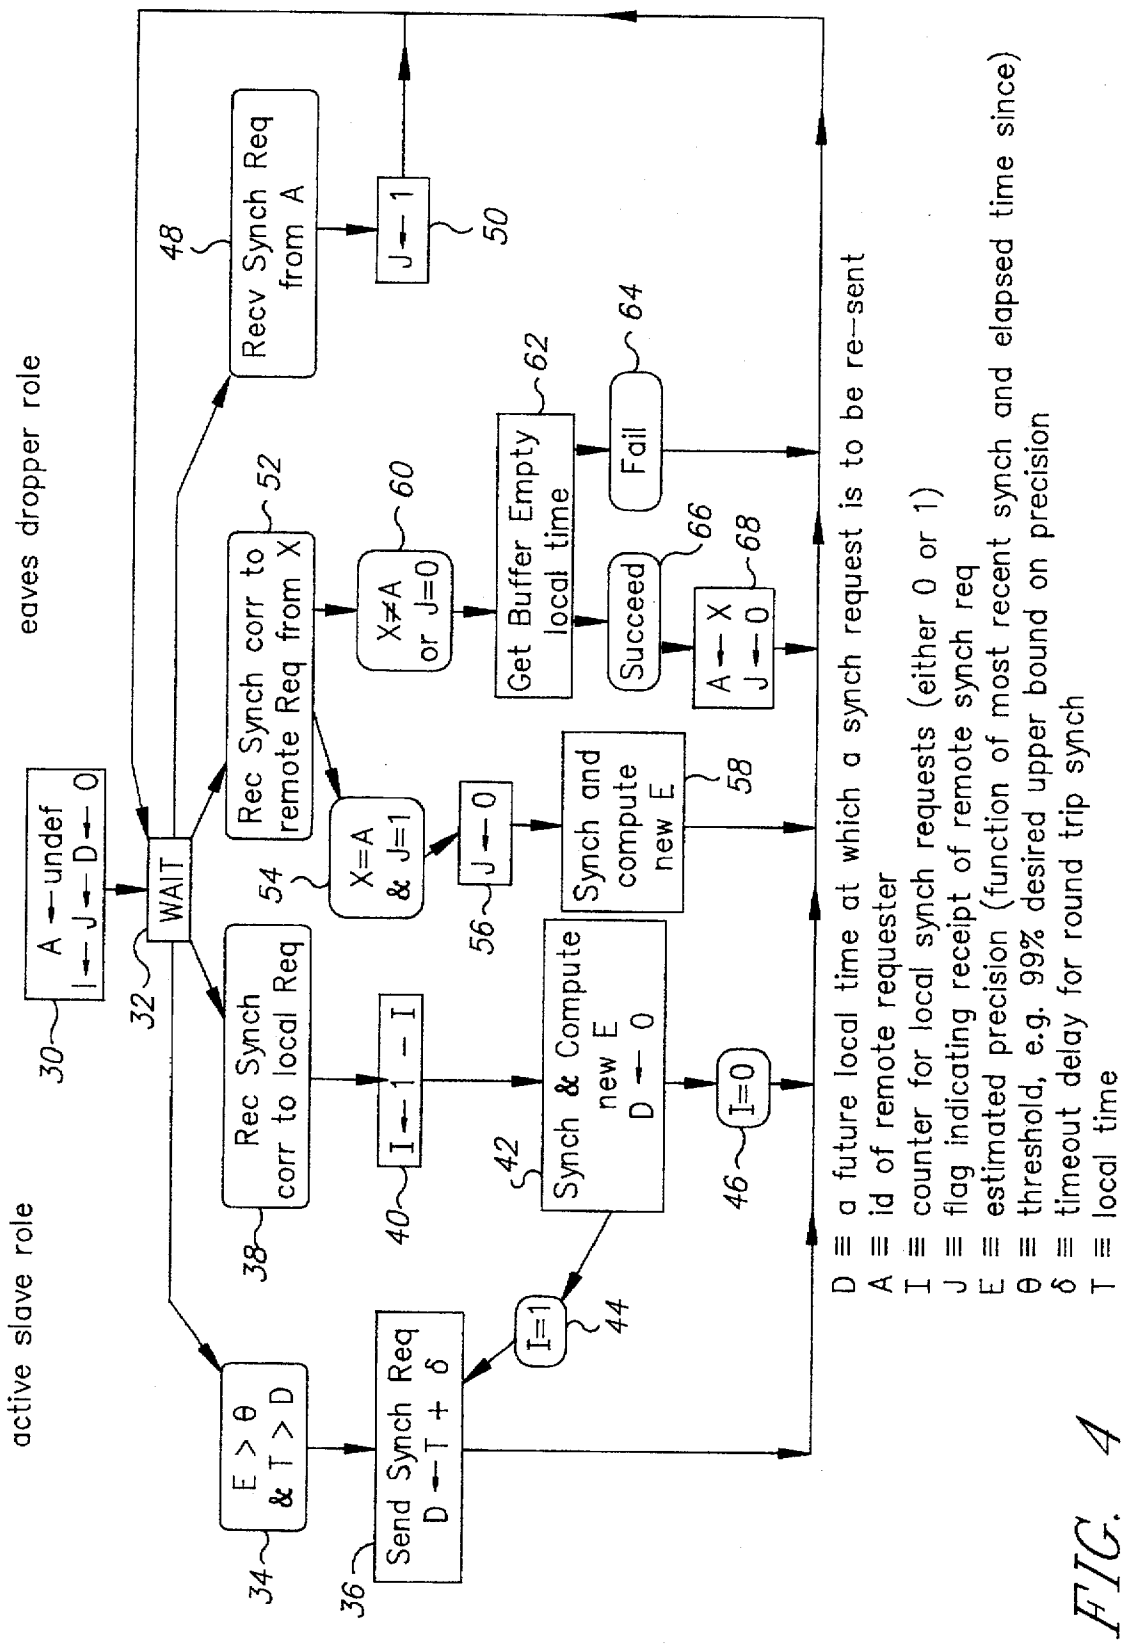 active slave role
eaves dropper role
A ← undef
I ← J ← D ← 0
30
WAIT
32
E > θ
& T > D
34
Send Synch Req
D ← T + δ
36
Rec Synch
corr to local Req
38
I ← 1 − I
40
Synch & Compute
new E
D ← 0
42
I=1
44
I=0
46
Rec Synch corr to
remote Req from X
52
X=A
& J=1
54
J ← 0
56
Synch and
compute
new E
58
X≠A
or J=0
60
Get Buffer Empty
local time
62
Fail
64
Succeed
66
A ← X
J ← 0
68
Recv Synch Req
from A
48
J ← 1
50
D ≡ a future local time at which a synch request is to be re-sent
A ≡ id of remote requester
I ≡ counter for local synch requests (either 0 or 1)
J ≡ flag indicating receipt of remote synch req
E ≡ estimated precision (function of most recent synch and elapsed time since)
θ ≡ threshold, e.g. 99% desired upper bound on precision
δ ≡ timeout delay for round trip synch
T ≡ local time
FIG. 4